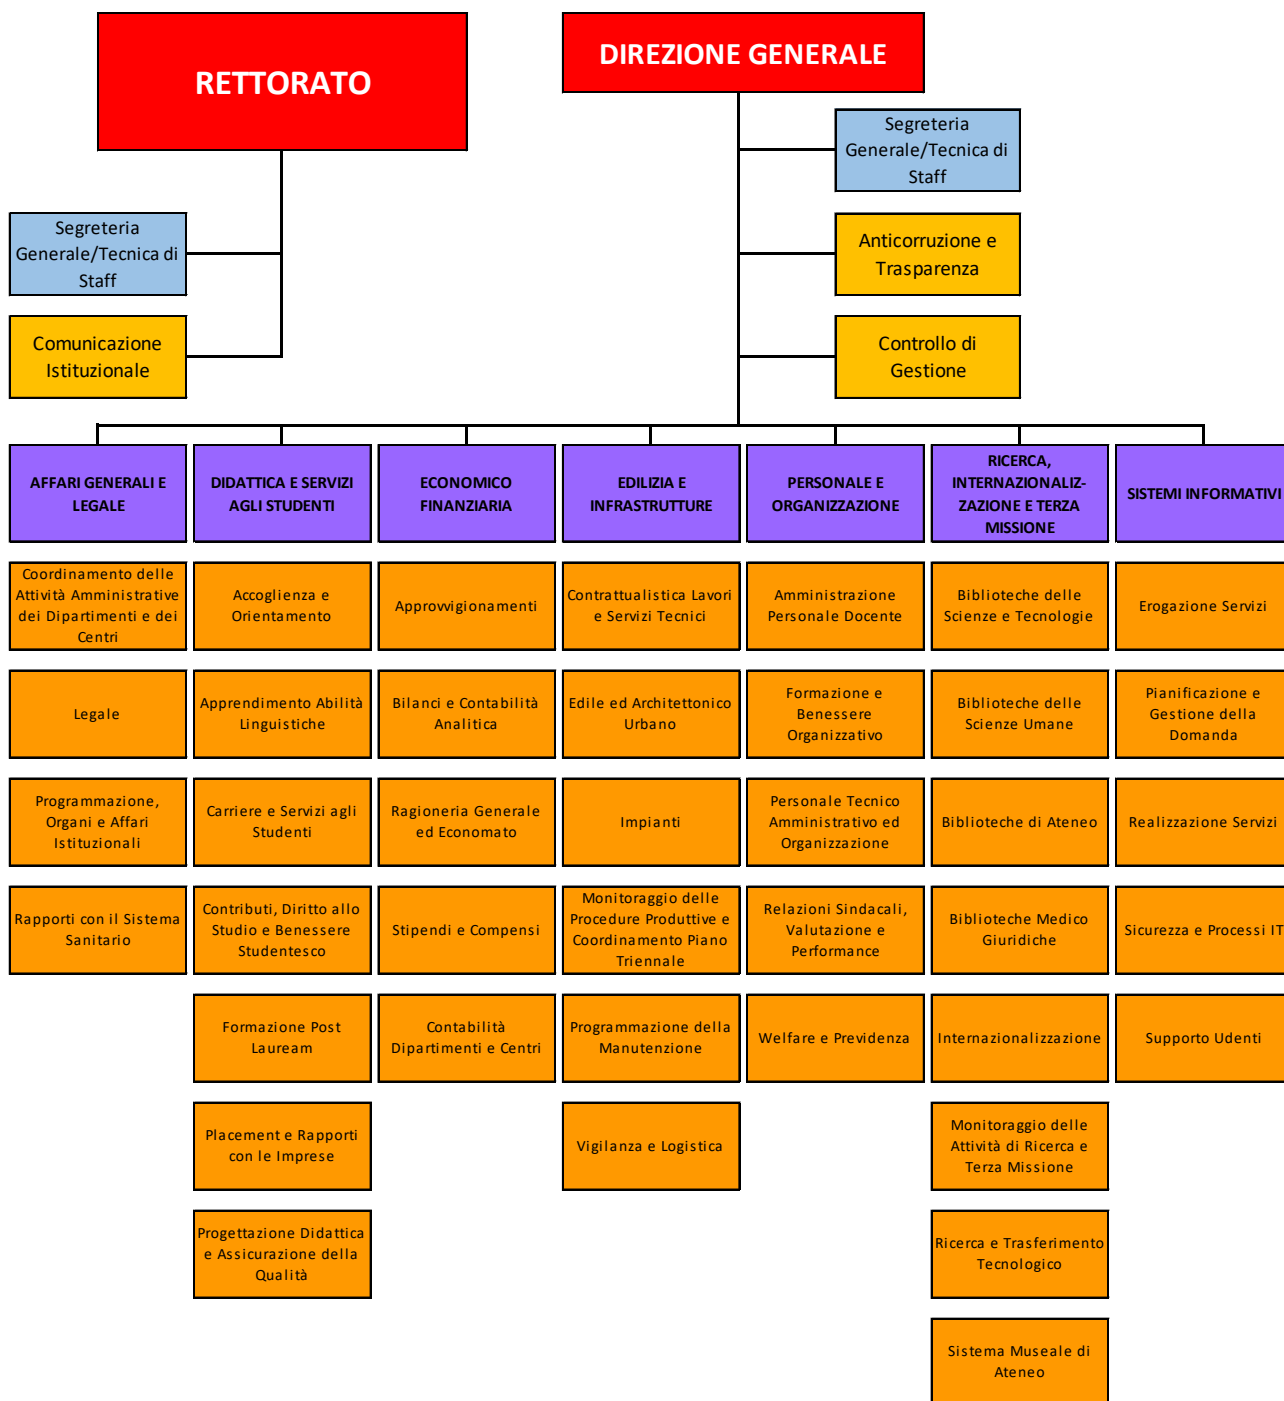 RETTORATO
DIREZIONE GENERALE
Segreteria
Generale/Tecnica di
Staff
Segreteria
Generale/Tecnica di
Staff
Anticorruzione e
Trasparenza
Comunicazione
Istituzionale
Controllo di
Gestione
AFFARI GENERALI E
LEGALE
DIDATTICA E SERVIZI
AGLI STUDENTI
ECONOMICO
FINANZIARIA
EDILIZIA E
INFRASTRUTTURE
PERSONALE E
ORGANIZZAZIONE
RICERCA,
INTERNAZIONALIZ-
ZAZIONE E TERZA
MISSIONE
SISTEMI INFORMATIVI
Coordinamento delle
Attività Amministrative
dei Dipartimenti e dei
Centri
Accoglienza e
Orientamento
Approvvigionamenti
Contrattualistica Lavori
e Servizi Tecnici
Amministrazione
Personale Docente
Biblioteche delle
Scienze e Tecnologie
Erogazione Servizi
Legale
Apprendimento Abilità
Linguistiche
Bilanci e Contabilità
Analitica
Edile ed Architettonico
Urbano
Formazione e
Benessere
Organizzativo
Biblioteche delle
Scienze Umane
Pianificazione e
Gestione della
Domanda
Programmazione,
Organi e Affari
Istituzionali
Carriere e Servizi agli
Studenti
Ragioneria Generale
ed Economato
Impianti
Personale Tecnico
Amministrativo ed
Organizzazione
Biblioteche di Ateneo
Realizzazione Servizi
Rapporti con il Sistema
Sanitario
Contributi, Diritto allo
Studio e Benessere
Studentesco
Stipendi e Compensi
Monitoraggio delle
Procedure Produttive e
Coordinamento Piano
Triennale
Relazioni Sindacali,
Valutazione e
Performance
Biblioteche Medico
Giuridiche
Sicurezza e Processi IT
Formazione Post
Lauream
Contabilità
Dipartimenti e Centri
Programmazione della
Manutenzione
Welfare e Previdenza
Internazionalizzazione
Supporto Udenti
Placement e Rapporti
con le Imprese
Vigilanza e Logistica
Monitoraggio delle
Attività di Ricerca e
Terza Missione
Progettazione Didattica
e Assicurazione della
Qualità
Ricerca e Trasferimento
Tecnologico
Sistema Museale di
Ateneo